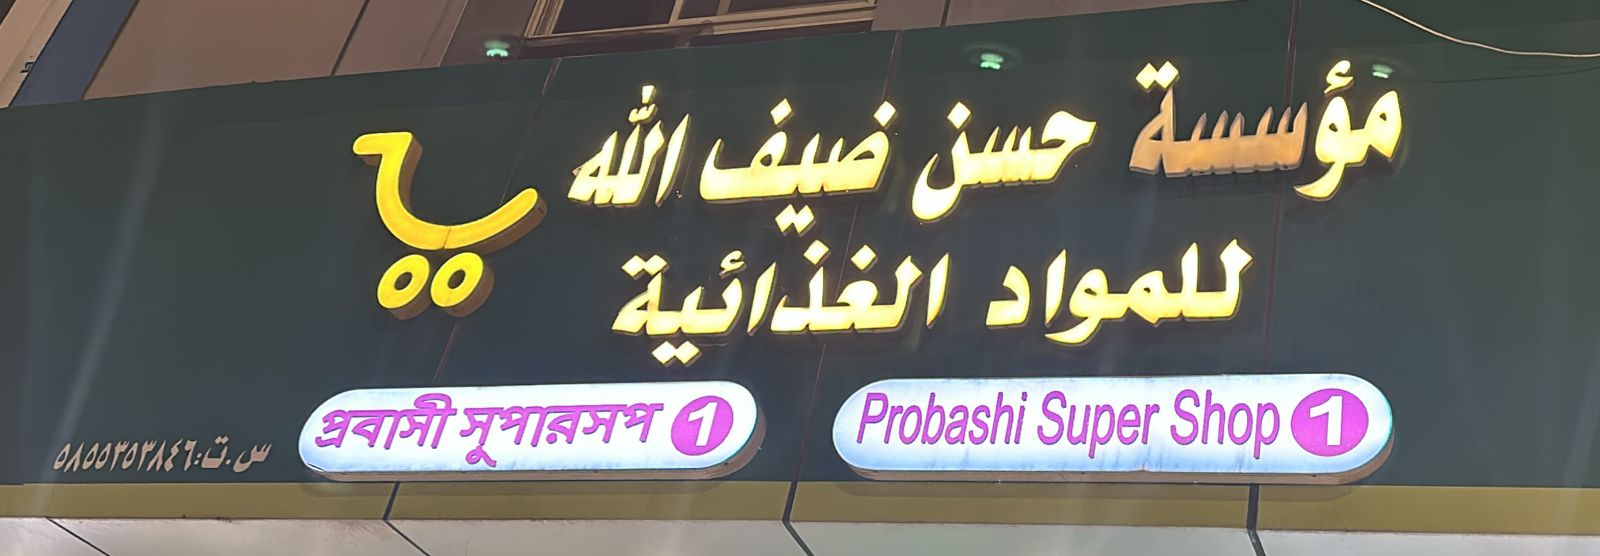 مؤسسة حسن ضيف الله
للمواد الغذائية
প্রবাসী সুপারসপ 1
Probashi Super Shop 1
س.ت:٥٨٥٥٣٥٣٨٤٦